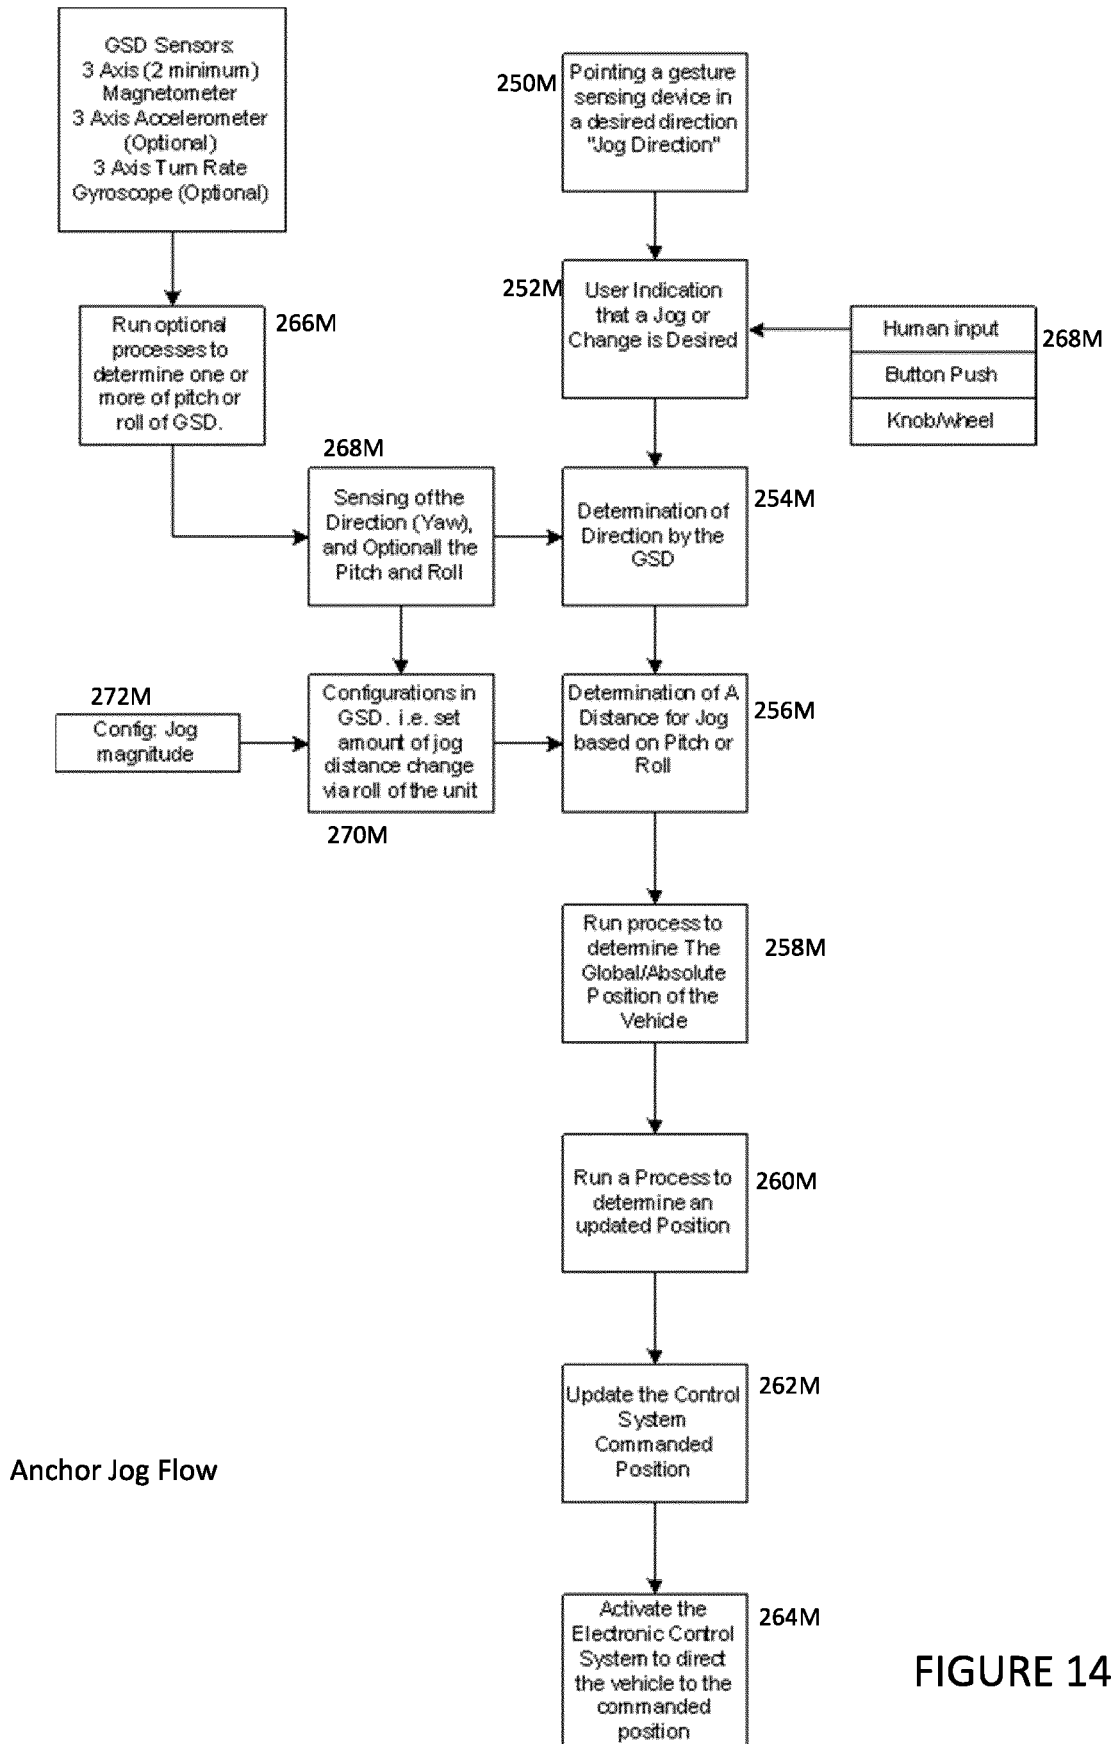 GSD Sensors:
3 Axis (2 minimum)
Magnetometer
3 Axis Accelerometer
(Optional)
3 Axis Turn Rate
Gyroscope (Optional)
250M
Pointing a gesture
sensing device in
a desired direction
"Jog Direction"
252M
User Indication
that a Jog or
Change is Desired
Human input
Button Push
Knob/wheel
268M
Run optional
processes to
determine one or
more of pitch or
roll of GSD.
266M
268M
Sensing of the
Direction (Yaw),
and Optionall the
Pitch and Roll
Determination of
Direction by the
GSD
254M
272M
Config: Jog
magnitude
Configurations in
GSD. i.e. set
amount of jog
distance change
via roll of the unit
270M
Determination of A
Distance for Jog
based on Pitch or
Roll
256M
Run process to
determine The
Global/Absolute
Position of the
Vehicle
258M
Run a Process to
determine an
updated Position
260M
Update the Control
System
Commanded
Position
262M
Anchor Jog Flow
Activate the
Electronic Control
System to direct
the vehicle to the
commanded
position
264M
FIGURE 14